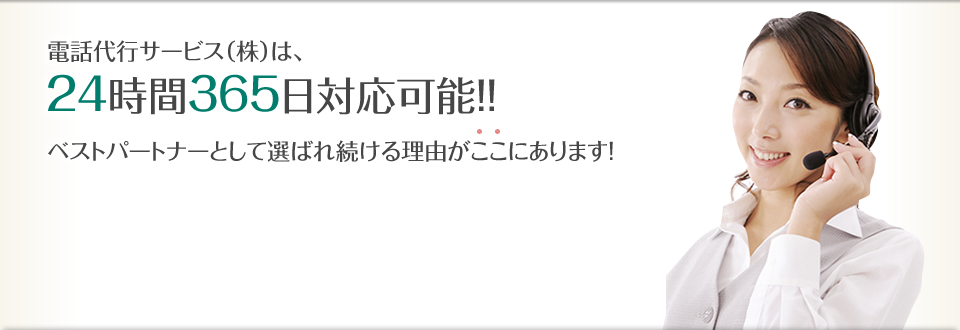 電話代行サービス（株）は、
24時間365日対応可能!!
ベストパートナーとして選ばれ続ける理由がここにあります!